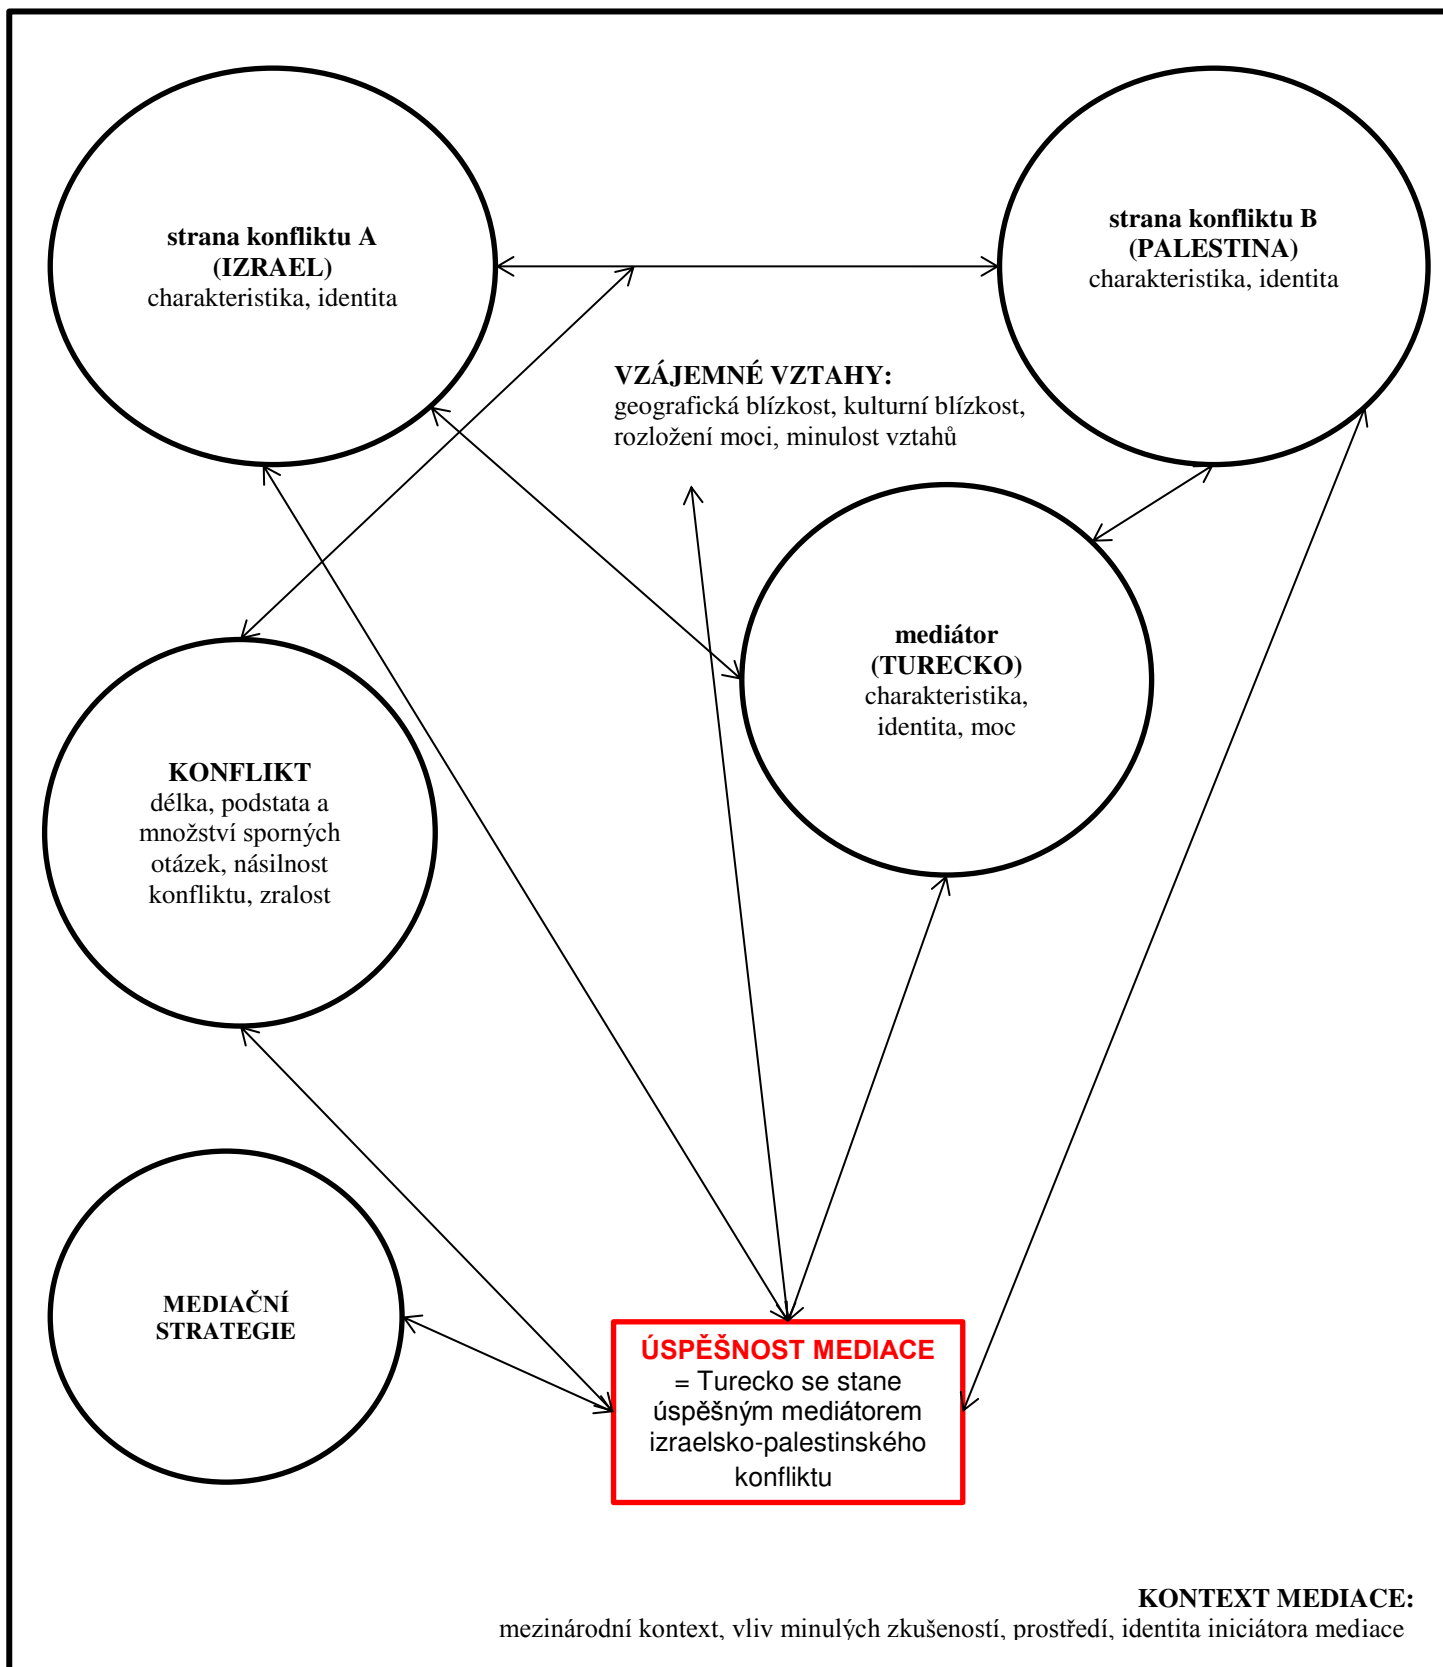 strana konfliktu A
(IZRAEL)
charakteristika, identita
strana konfliktu B
(PALESTINA)
charakteristika, identita
VZÁJEMNÉ VZTAHY:
geografická blízkost, kulturní blízkost,
rozložení moci, minulost vztahů
mediátor
(TURECKO)
charakteristika,
identita, moc
KONFLIKT
délka, podstata a
množství sporných
otázek, násilnost
konfliktu, zralost
MEDIAČNÍ
STRATEGIE
ÚSPĚŠNOST MEDIACE
= Turecko se stane
úspěšným mediátorem
izraelsko-palestinského
konfliktu
KONTEXT MEDIACE:
mezinárodní kontext, vliv minulých zkušeností, prostředí, identita iniciátora mediace